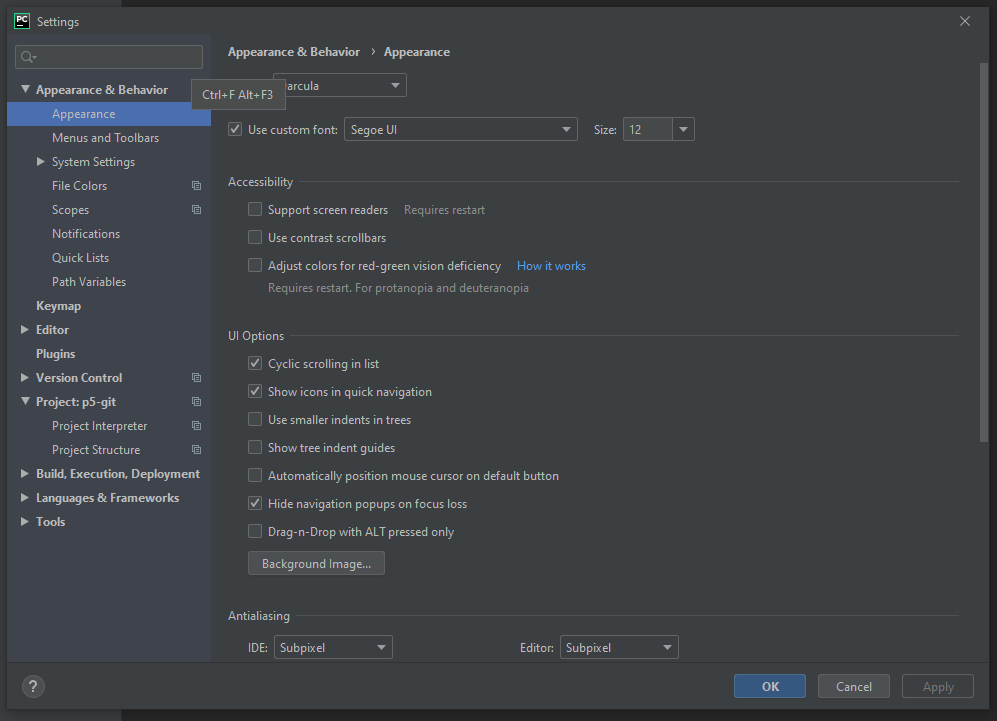 PC Settings
Appearance & Behavior › Appearance
Appearance & Behavior
Appearance
Menus and Toolbars
System Settings
File Colors
Scopes
Notifications
Quick Lists
Path Variables
Keymap
Editor
Plugins
Version Control
Project: p5-git
Project Interpreter
Project Structure
Build, Execution, Deployment
Languages & Frameworks
Tools
Ctrl+F Alt+F3
arcula
Use custom font: Segoe UI Size: 12
Accessibility
Support screen readers Requires restart
Use contrast scrollbars
Adjust colors for red-green vision deficiency How it works
Requires restart. For protanopia and deuteranopia
UI Options
Cyclic scrolling in list
Show icons in quick navigation
Use smaller indents in trees
Show tree indent guides
Automatically position mouse cursor on default button
Hide navigation popups on focus loss
Drag-n-Drop with ALT pressed only
Background Image...
Antialiasing
IDE: Subpixel Editor: Subpixel
? OK Cancel Apply